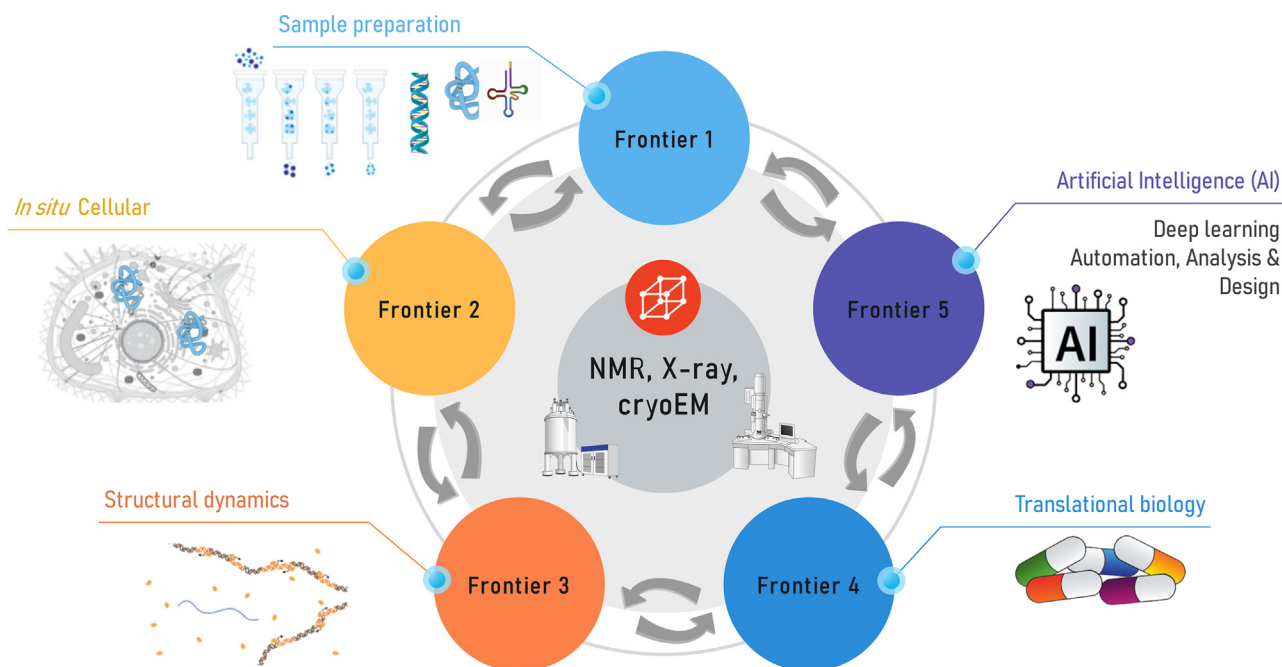 Sample preparation
Frontier 1
In situ Cellular
Frontier 2
Artificial Intelligence (AI)
Deep learning
Automation, Analysis &
Design
AI
Frontier 5
NMR, X-ray,
cryoEM
Structural dynamics
Frontier 3
Translational biology
Frontier 4